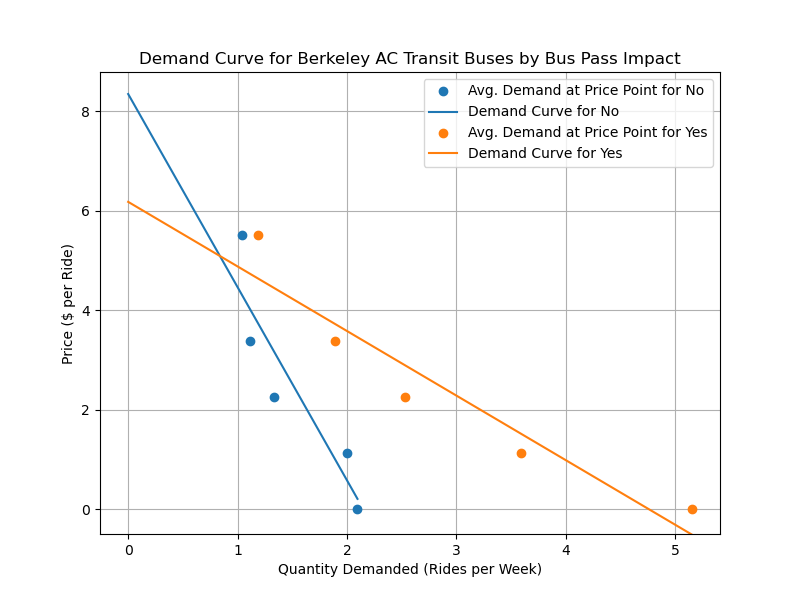 Demand Curve for Berkeley AC Transit Buses by Bus Pass Impact
Avg. Demand at Price Point for No
Demand Curve for No
Avg. Demand at Price Point for Yes
Demand Curve for Yes
8
6
4
2
0
Price ($ per Ride)
0 1 2 3 4 5
Quantity Demanded (Rides per Week)